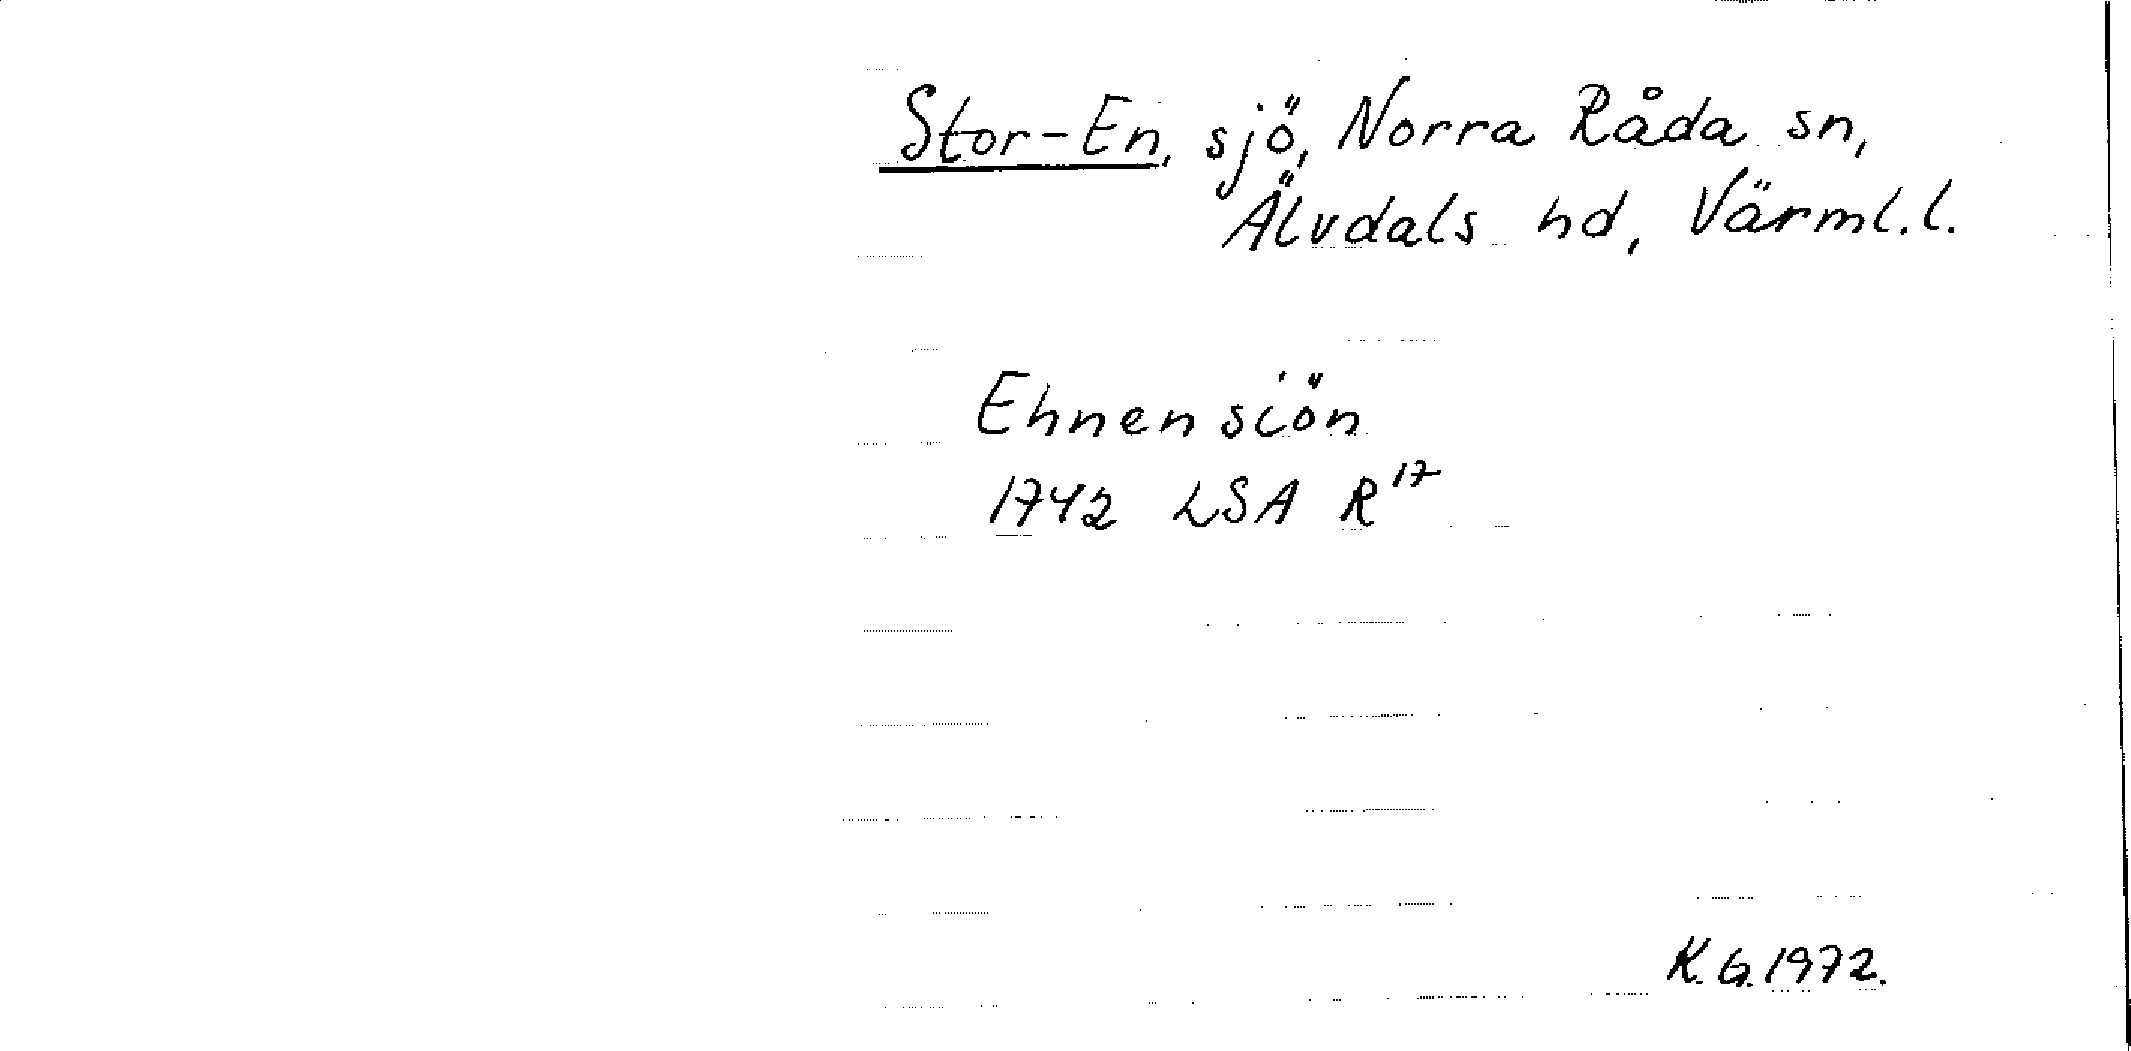 Stor-En, sjö, Norra Råda sn,
Älvdals hd, Värml.l.
Ehnensiön
1742 LSA R¹⁷
K.G.1972.